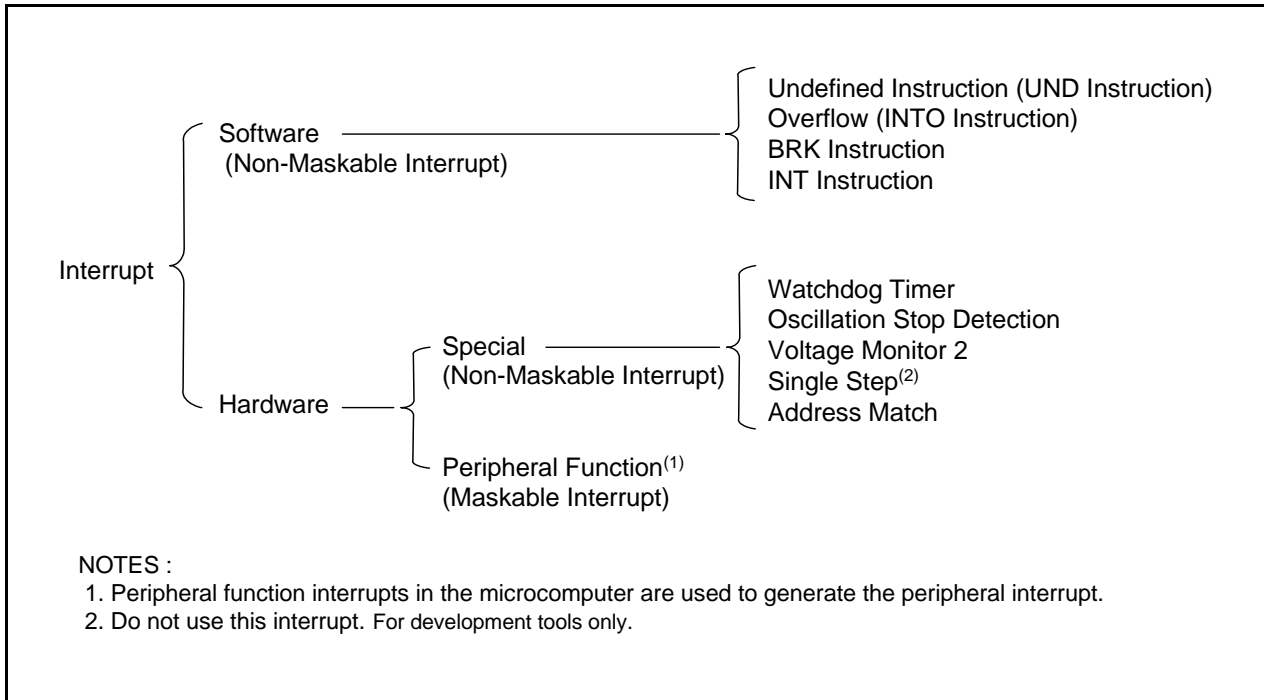 Undefined Instruction (UND Instruction)
Overflow (INTO Instruction)
BRK Instruction
INT Instruction
Software
(Non-Maskable Interrupt)
Interrupt
Watchdog Timer
Oscillation Stop Detection
Voltage Monitor 2
Single Step(2)
Address Match
Special
(Non-Maskable Interrupt)
Hardware
Peripheral Function(1)
(Maskable Interrupt)
NOTES :
1. Peripheral function interrupts in the microcomputer are used to generate the peripheral interrupt.
2. Do not use this interrupt. For development tools only.